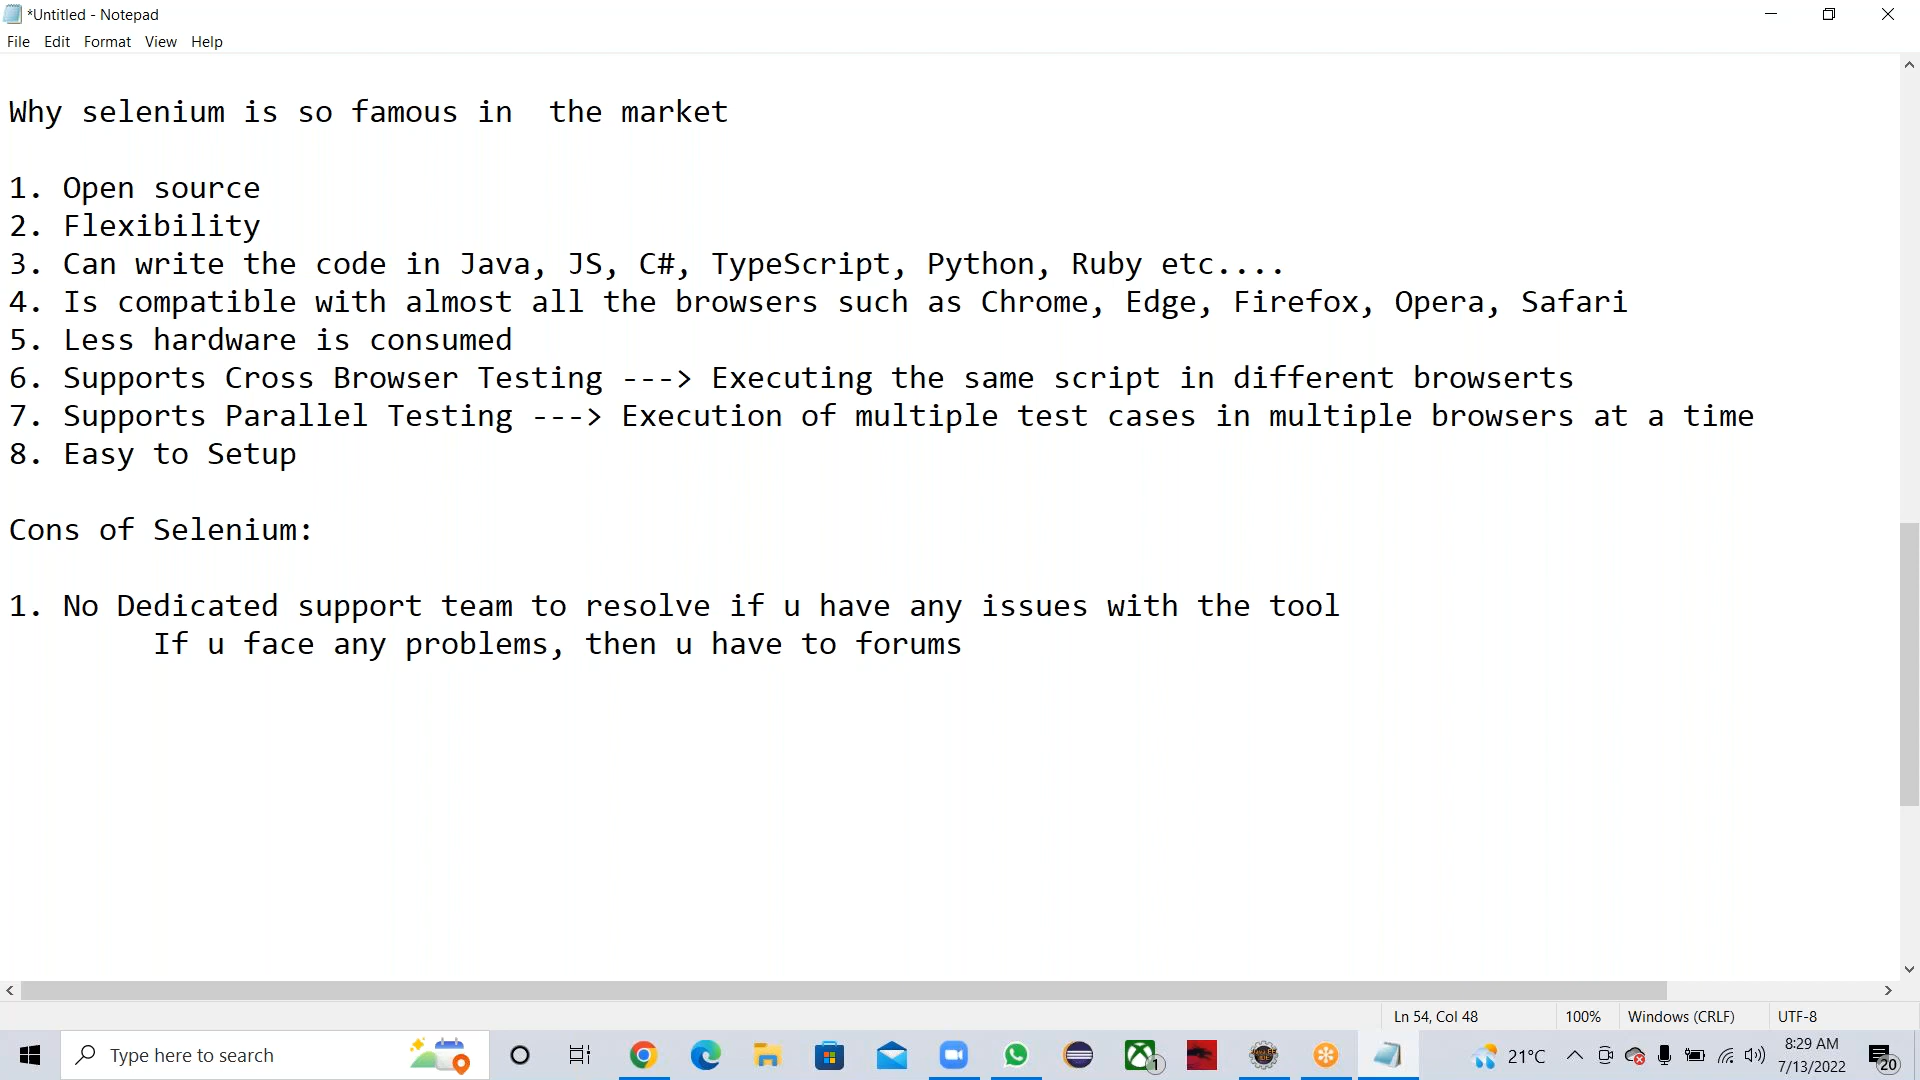 *Untitled - Notepad
File Edit Format View Help
Why selenium is so famous in  the market
1. Open source
2. Flexibility
3. Can write the code in Java, JS, C#, TypeScript, Python, Ruby etc....
4. Is compatible with almost all the browsers such as Chrome, Edge, Firefox, Opera, Safari
5. Less hardware is consumed
6. Supports Cross Browser Testing ---> Executing the same script in different browserts
7. Supports Parallel Testing ---> Execution of multiple test cases in multiple browsers at a time
8. Easy to Setup
Cons of Selenium:
1. No Dedicated support team to resolve if u have any issues with the tool
If u face any problems, then u have to forums
Ln 54, Col 48 100% Windows (CRLF) UTF-8
Type here to search 1 21°C 8:29 AM
7/13/2022 20